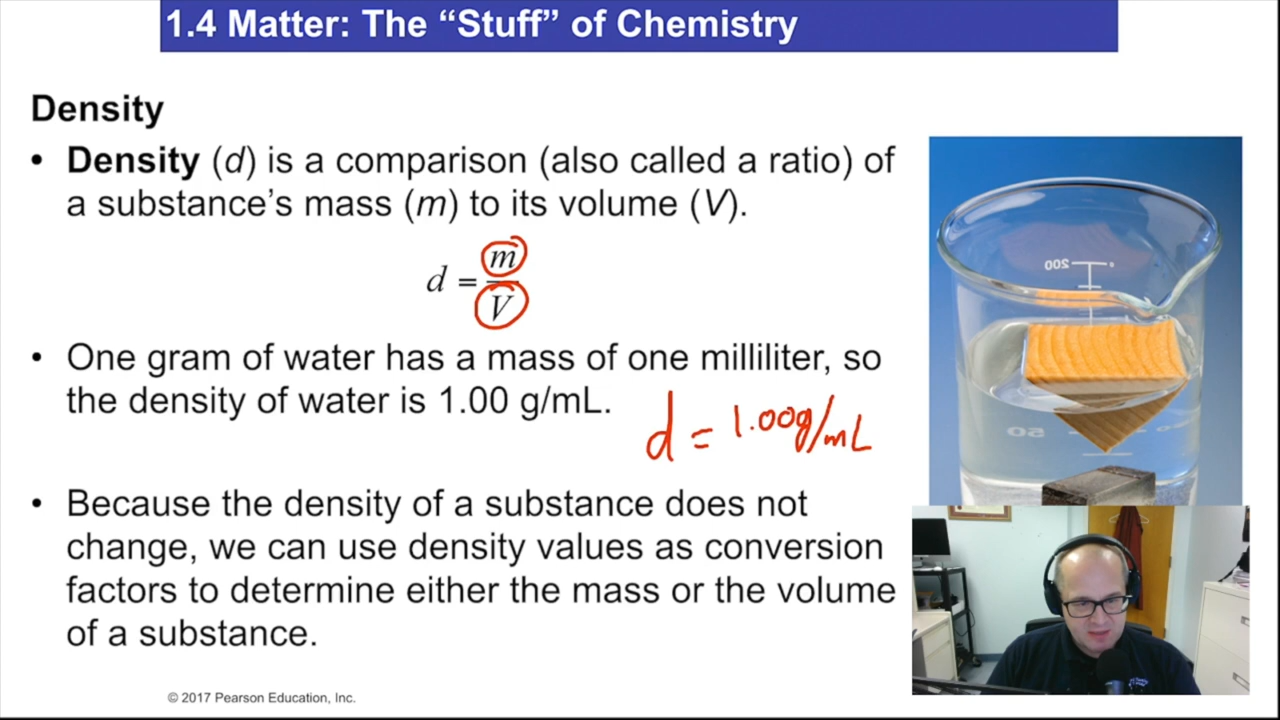 1.4 Matter: The “Stuff” of Chemistry
Density
• Density (d) is a comparison (also called a ratio) of
a substance’s mass (m) to its volume (V).
d = m/V
• One gram of water has a mass of one milliliter, so
the density of water is 1.00 g/mL.
d = 1.00g/mL
• Because the density of a substance does not
change, we can use density values as conversion
factors to determine either the mass or the volume
of a substance.
200
50
© 2017 Pearson Education, Inc.